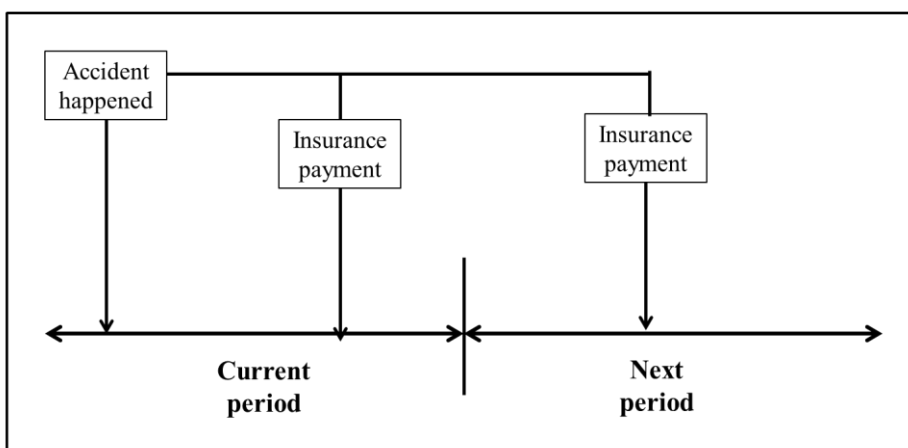 Accident
happened
Insurance
payment
Insurance
payment
Current
period
Next
period